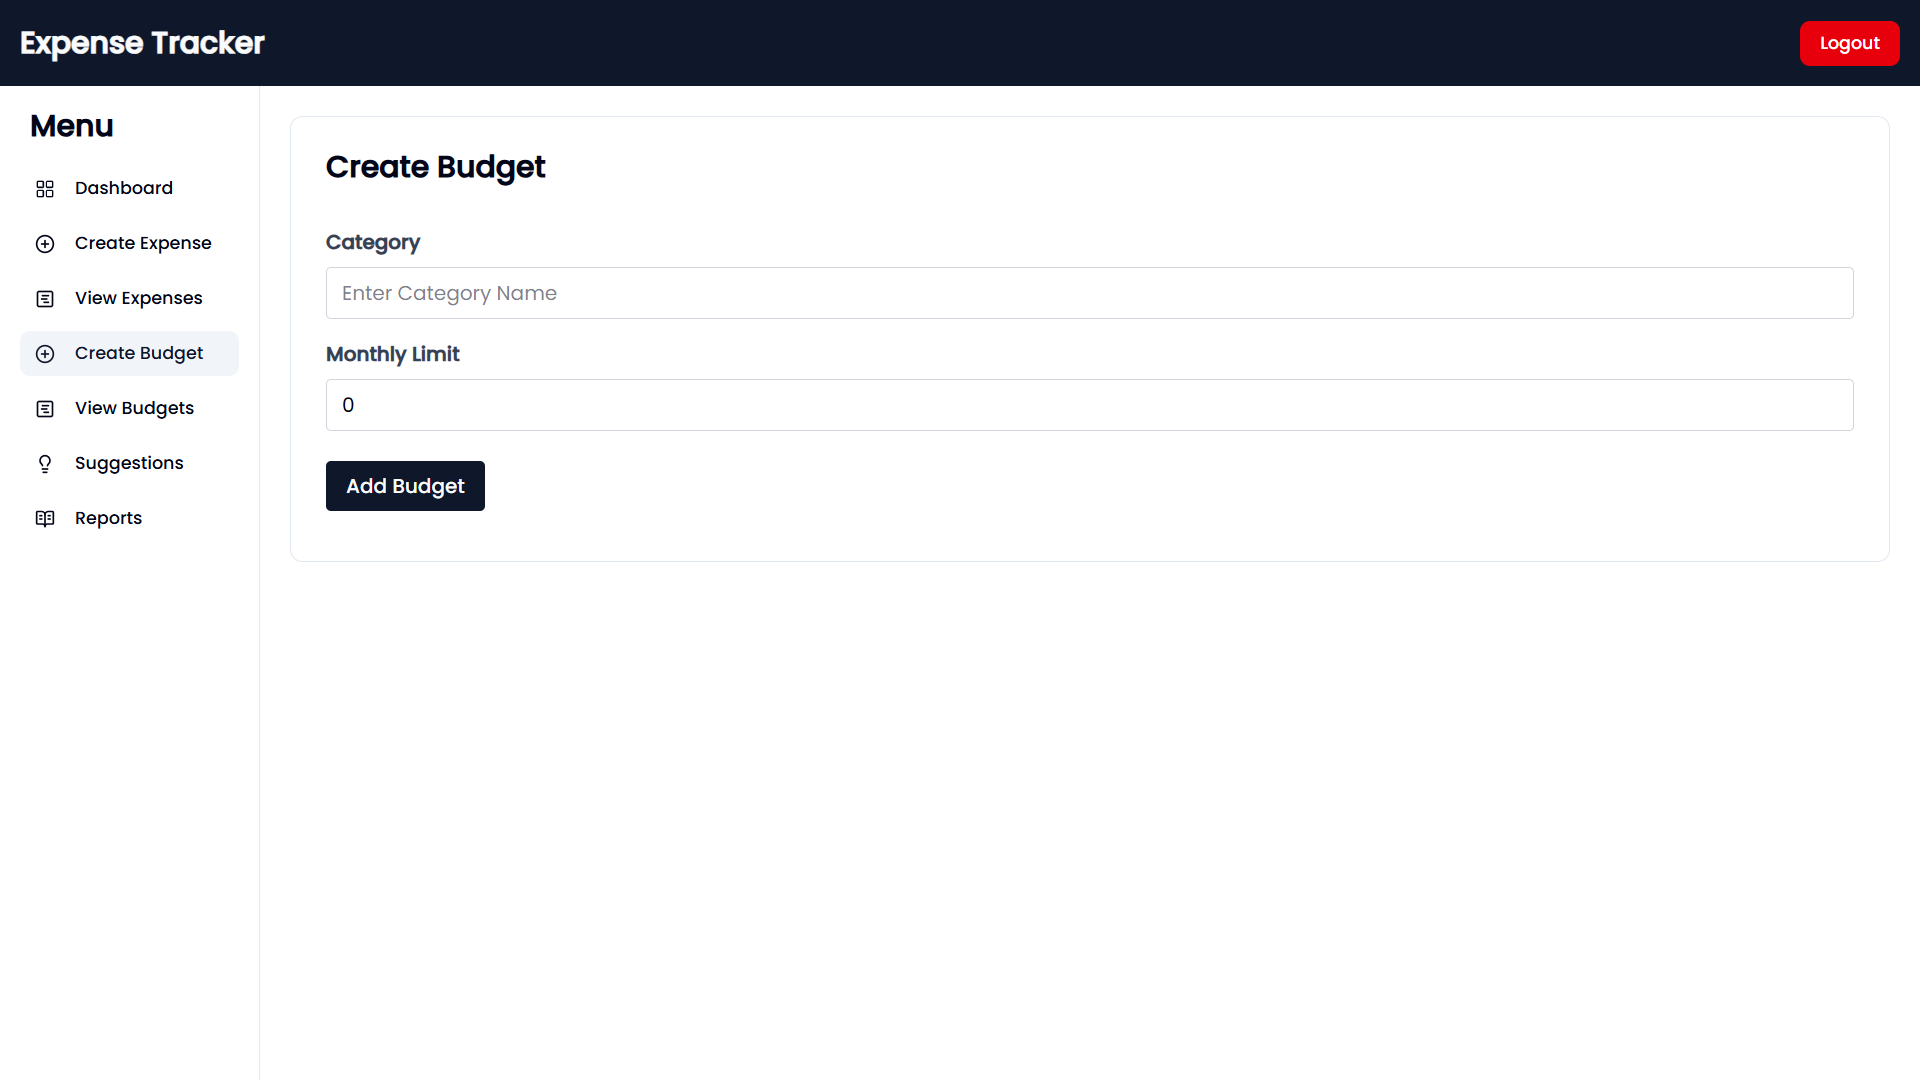 Expense Tracker
Logout
Menu
Dashboard
Create Expense
View Expenses
Create Budget
View Budgets
Suggestions
Reports
Create Budget
Category
Enter Category Name
Monthly Limit
0
Add Budget